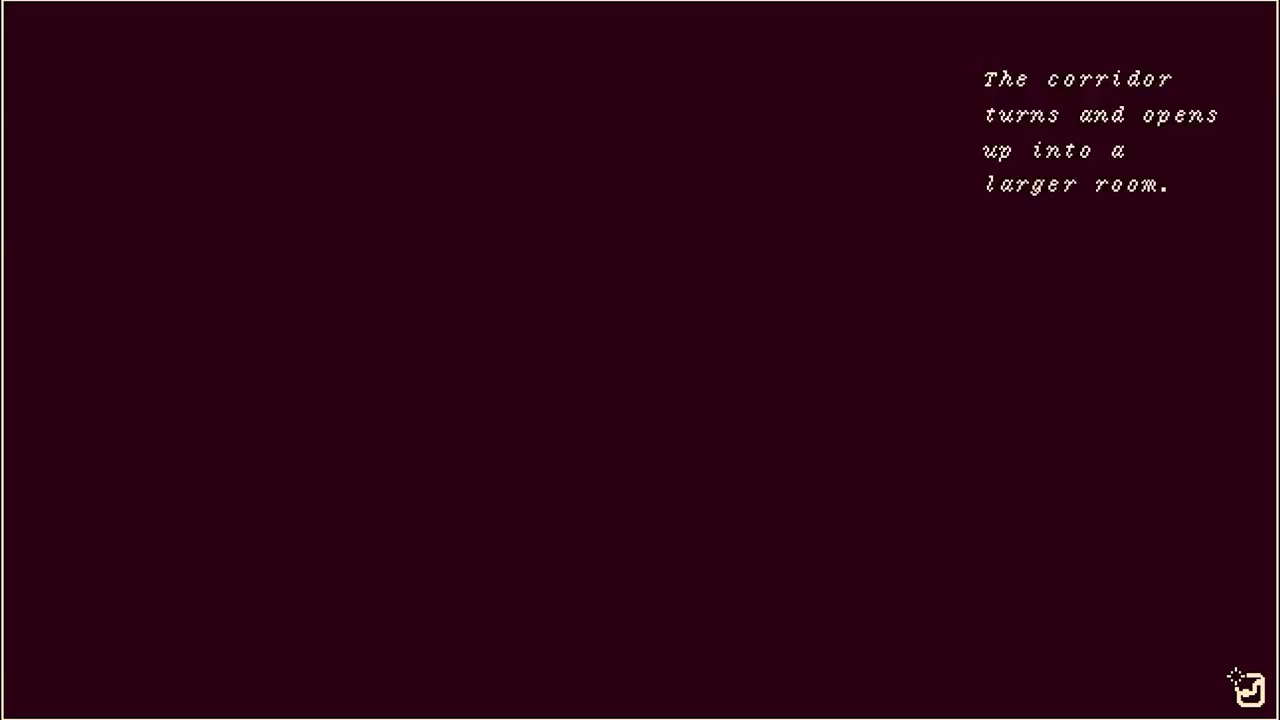 The corridor
turns and opens
up into a
larger room.